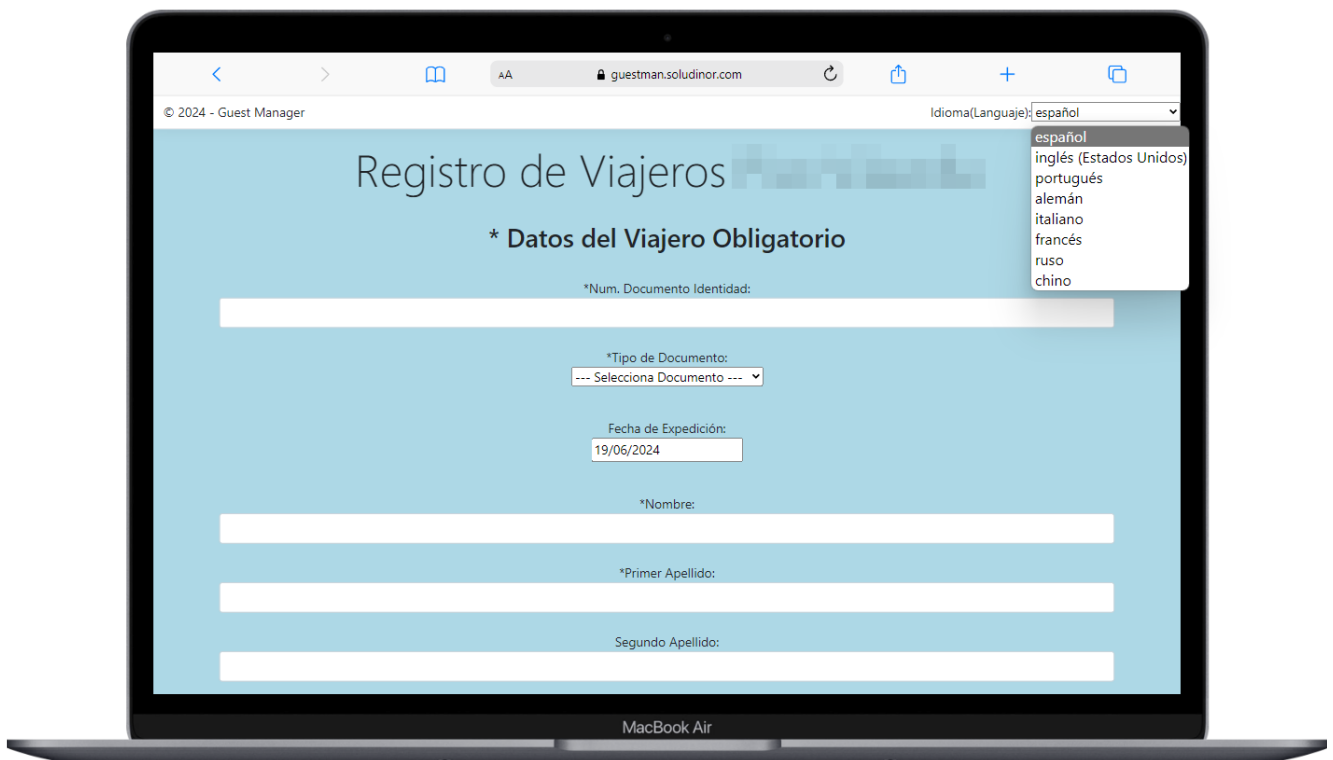 AA
guestman.soludinor.com
© 2024 - Guest Manager
Idioma(Languaje): español
español
inglés (Estados Unidos)
portugués
alemán
italiano
francés
ruso
chino
Registro de Viajeros
* Datos del Viajero Obligatorio
*Num. Documento Identidad:
*Tipo de Documento:
--- Selecciona Documento ---
Fecha de Expedición:
19/06/2024
*Nombre:
*Primer Apellido:
Segundo Apellido:
MacBook Air